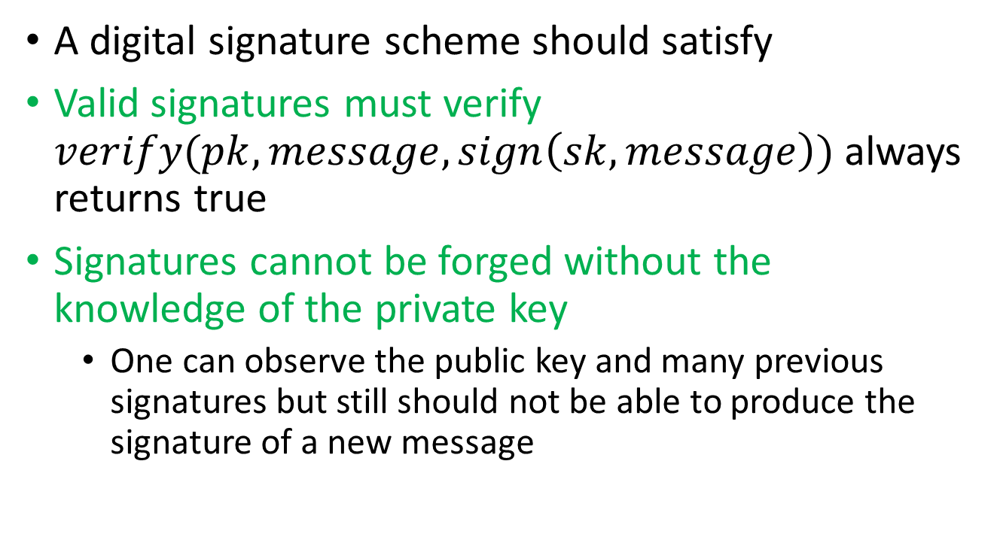 • A digital signature scheme should satisfy
• Valid signatures must verify
verify(pk, message, sign(sk, message)) always
returns true
• Signatures cannot be forged without the
knowledge of the private key
• One can observe the public key and many previous
signatures but still should not be able to produce the
signature of a new message